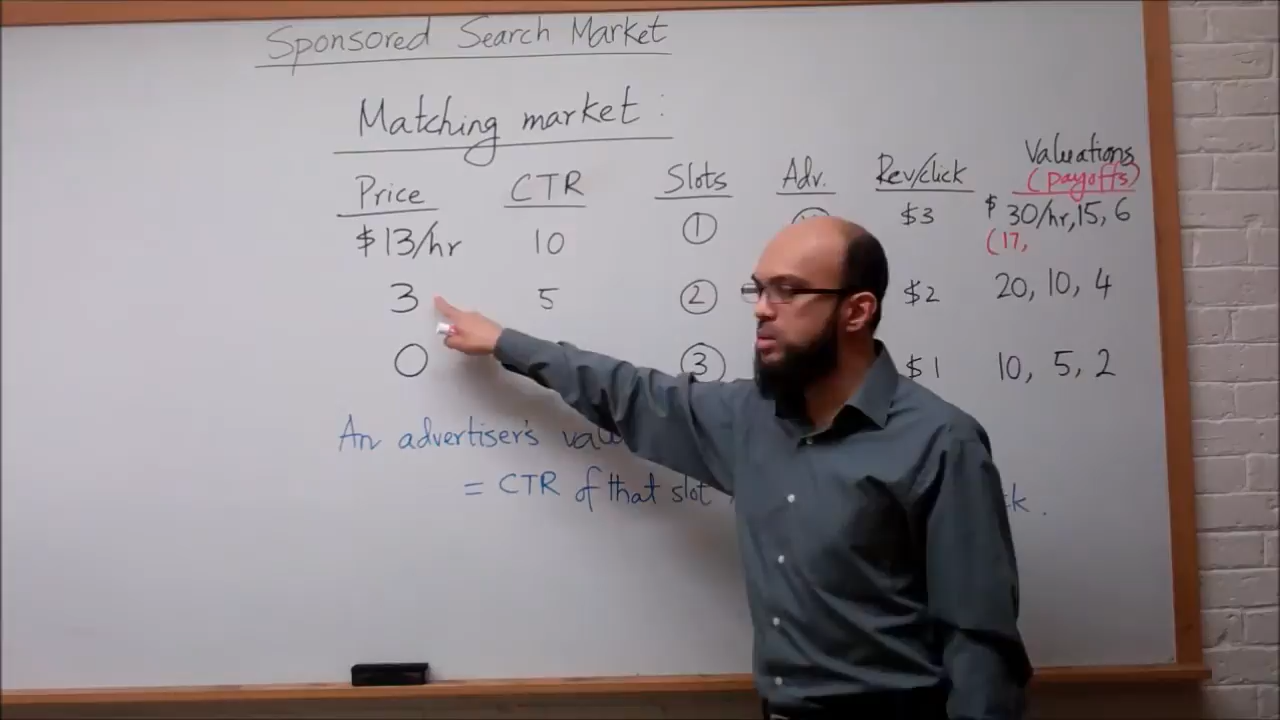 Sponsored Search Market
Matching market:
Price CTR Slots Adv. Rev/click Valuations
(payoffs)
$13/hr 10 1 $3 $30/hr, 15, 6
(17,
3 5 2 $2 20, 10, 4
0 3 $1 10, 5, 2
An advertiser's
= CTR of that slot